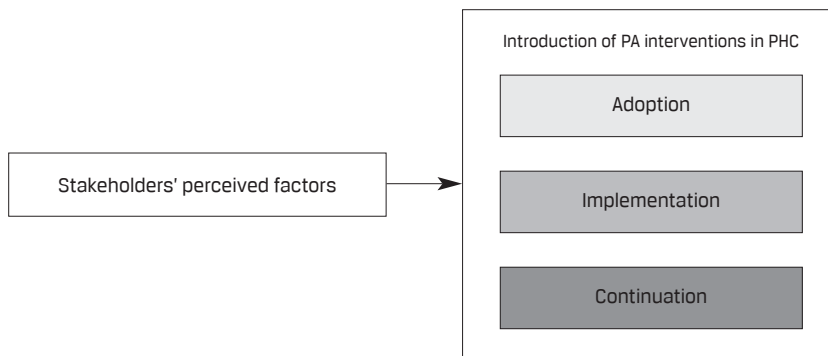 Introduction of PA interventions in PHC
Adoption
Stakeholders' perceived factors
Implementation
Continuation